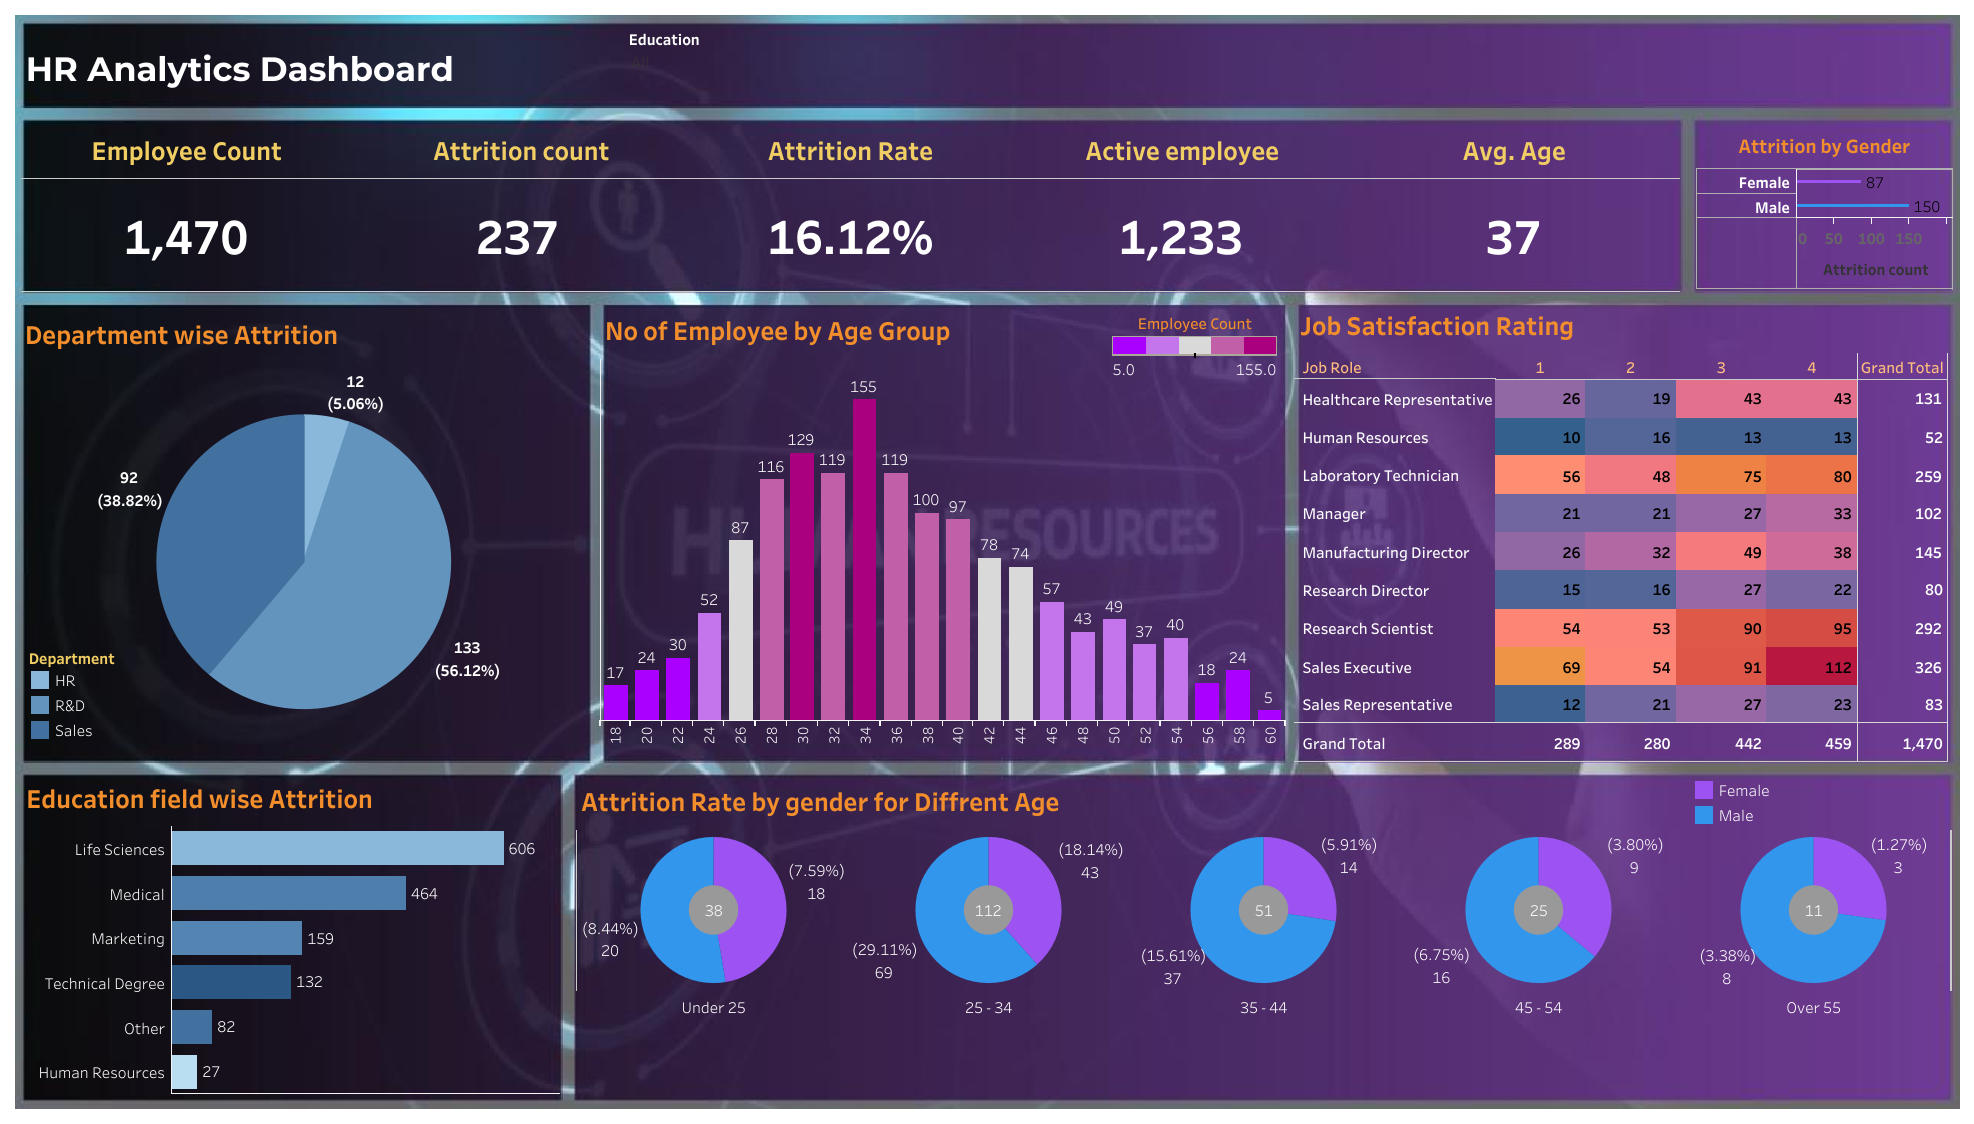 Education
All
HR Analytics Dashboard
Employee Count
Attrition count
Attrition Rate
Active employee
Avg. Age
1,470
237
16.12%
1,233
37
Attrition by Gender
Female 87
Male 150
0 50 100 150
Attrition count
Department wise Attrition
12
(5.06%)
92
(38.82%)
133
(56.12%)
Department
HR
R&D
Sales
No of Employee by Age Group
Employee Count
5.0 155.0
17 24 30 52 87 116 129 119 155 119 100 97 78 74 57 43 49 37 40 18 24 5
18 20 22 24 26 28 30 32 34 36 38 40 42 44 46 48 50 52 54 56 58 60
HUMAN RESOURCES
Job Satisfaction Rating
Job Role 1 2 3 4 Grand Total
Healthcare Representative 26 19 43 43 131
Human Resources 10 16 13 13 52
Laboratory Technician 56 48 75 80 259
Manager 21 21 27 33 102
Manufacturing Director 26 32 49 38 145
Research Director 15 16 27 22 80
Research Scientist 54 53 90 95 292
Sales Executive 69 54 91 112 326
Sales Representative 12 21 27 23 83
Grand Total 289 280 442 459 1,470
Education field wise Attrition
Life Sciences 606
Medical 464
Marketing 159
Technical Degree 132
Other 82
Human Resources 27
Attrition Rate by gender for Diffrent Age
Female
Male
(7.59%)
18
38
(8.44%)
20
Under 25
(18.14%)
43
112
(29.11%)
69
25 - 34
(5.91%)
14
51
(15.61%)
37
35 - 44
(3.80%)
9
25
(6.75%)
16
45 - 54
(1.27%)
3
11
(3.38%)
8
Over 55